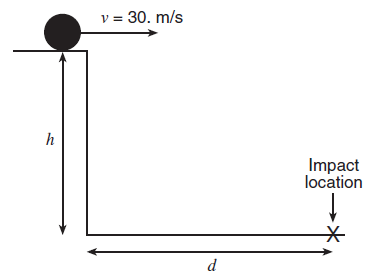 v = 30. m/s
h
Impact
location
X
d